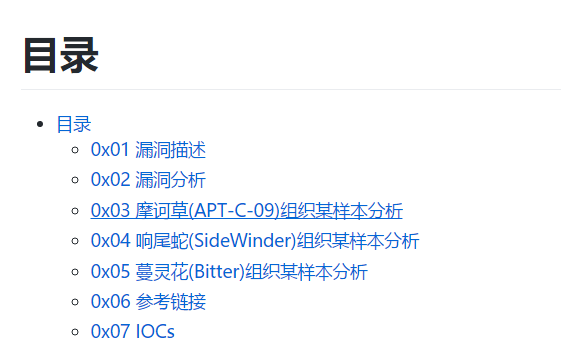 目录
目录
0x01 漏洞描述
0x02 漏洞分析
0x03 摩诃草(APT-C-09)组织某样本分析
0x04 响尾蛇(SideWinder)组织某样本分析
0x05 蔓灵花(Bitter)组织某样本分析
0x06 参考链接
0x07 IOCs